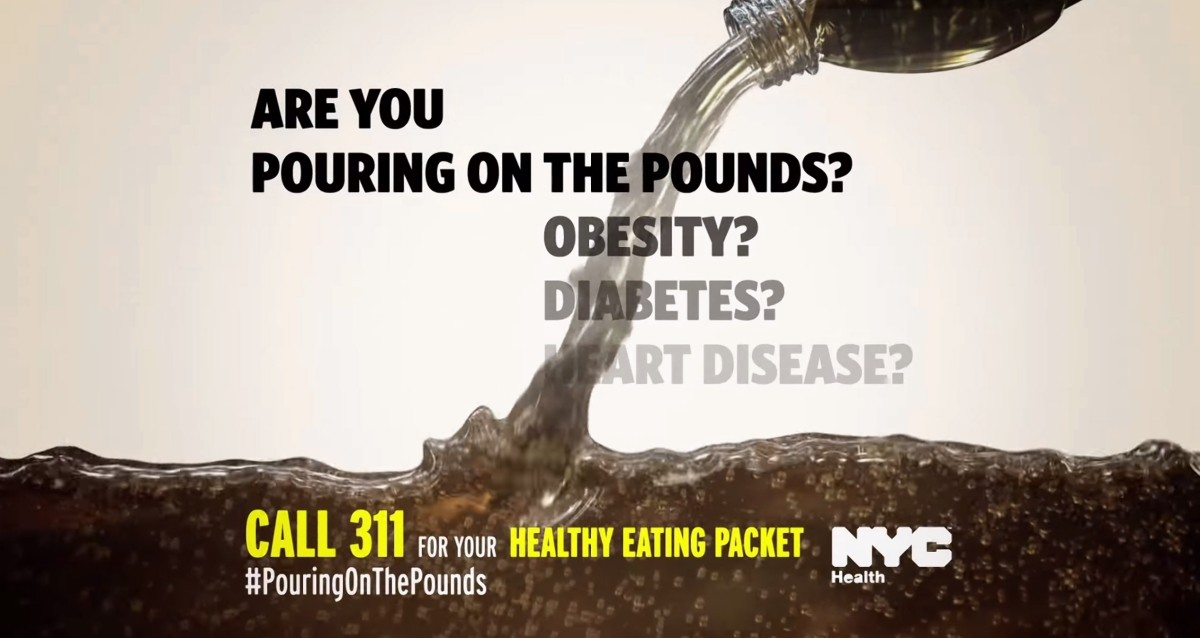 ARE YOU
POURING ON THE POUNDS?
OBESITY?
DIABETES?
HEART DISEASE?
CALL 311 FOR YOUR HEALTHY EATING PACKET
#PouringOnThePounds
NYC
Health